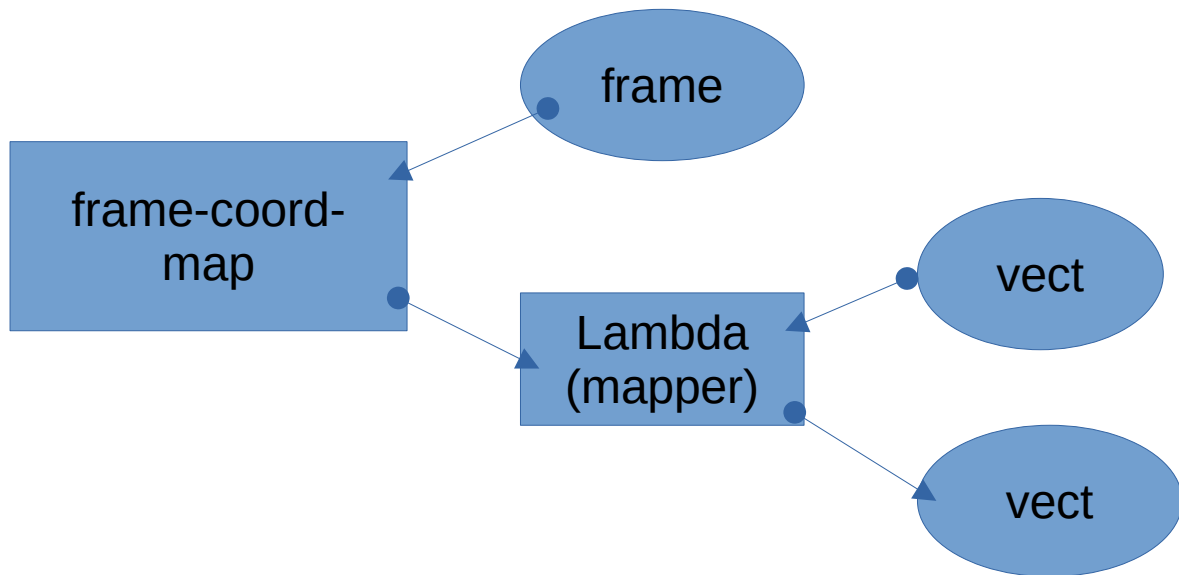 frame
frame-coord-
map
vect
Lambda
(mapper)
vect